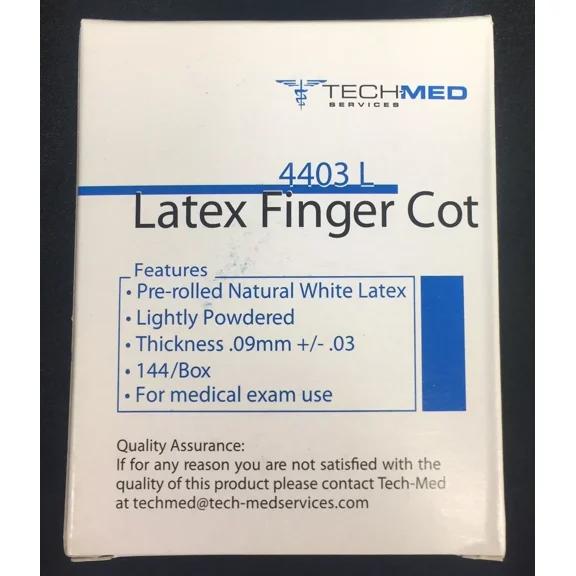 TECH-MED
SERVICES
4403 L
Latex Finger Cot
Features
• Pre-rolled Natural White Latex
• Lightly Powdered
• Thickness .09mm +/- .03
• 144/Box
• For medical exam use
Quality Assurance:
If for any reason you are not satisfied with the
quality of this product please contact Tech-Med
at techmed@tech-medservices.com